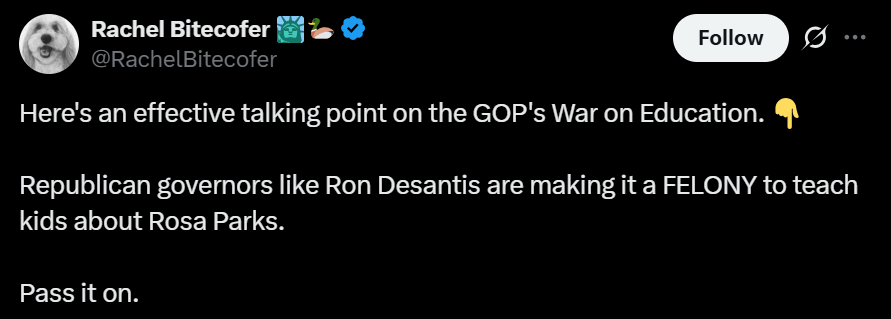 Rachel Bitecofer 🗽🦆
@RachelBitecofer
Follow
Here's an effective talking point on the GOP's War on Education. 👇
Republican governors like Ron Desantis are making it a FELONY to teach
kids about Rosa Parks.
Pass it on.